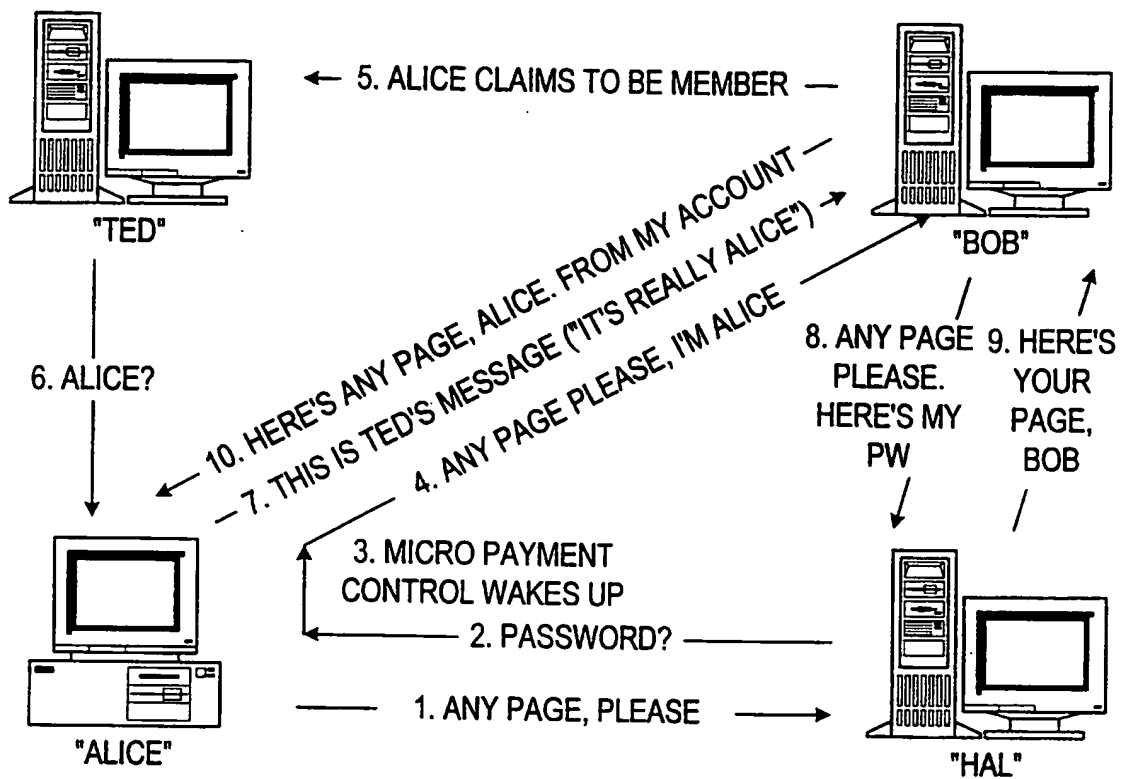 5. ALICE CLAIMS TO BE MEMBER
"TED"
"BOB"
10. HERE'S ANY PAGE, ALICE. FROM MY ACCOUNT
7. THIS IS TED'S MESSAGE ("IT'S REALLY ALICE")
4. ANY PAGE PLEASE, I'M ALICE
6. ALICE?
8. ANY PAGE
PLEASE.
HERE'S MY
PW
9. HERE'S
YOUR
PAGE,
BOB
3. MICRO PAYMENT
CONTROL WAKES UP
2. PASSWORD?
1. ANY PAGE, PLEASE
"ALICE"
"HAL"